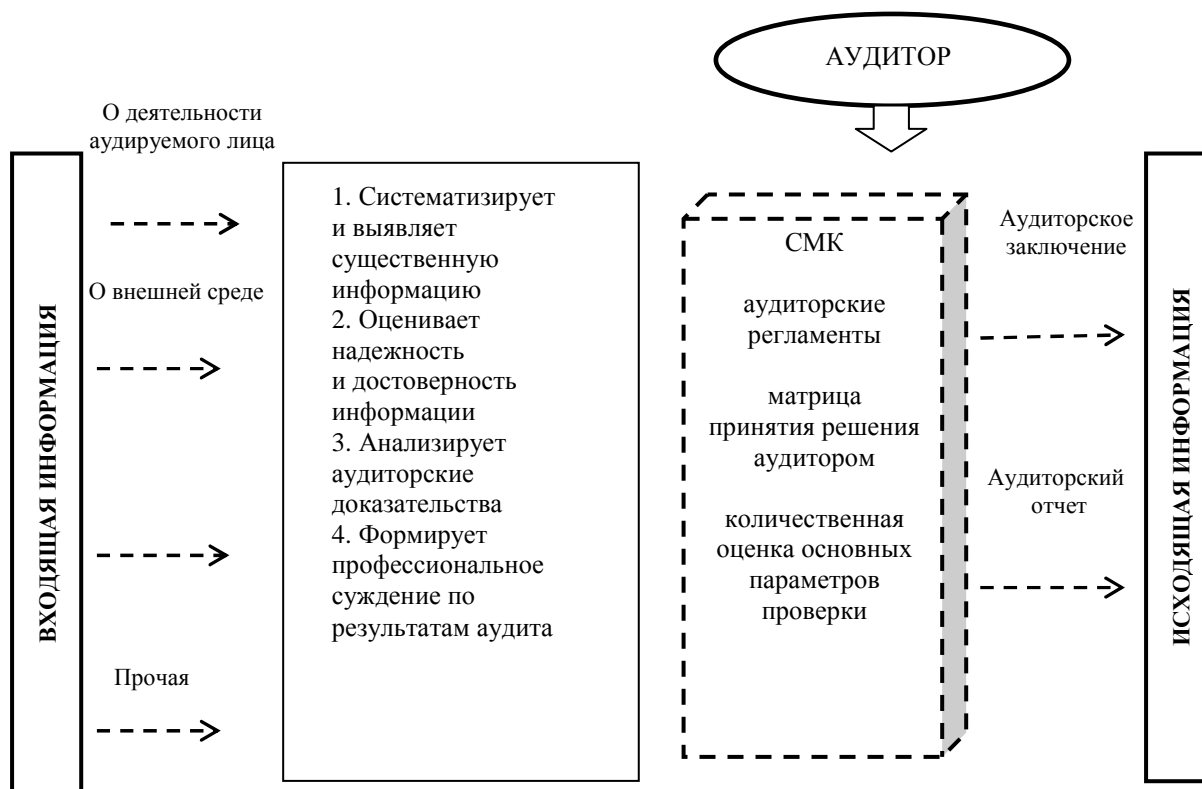 АУДИТОР
О деятельности
аудируемого лица
О внешней среде
Прочая
ВХОДЯЩАЯ ИНФОРМАЦИЯ
1. Систематизирует
и выявляет
существенную
информацию
2. Оценивает
надежность
и достоверность
информации
3. Анализирует
аудиторские
доказательства
4. Формирует
профессиональное
суждение по
результатам аудита
СМК
аудиторские
регламенты
матрица
принятия решения
аудитором
количественная
оценка основных
параметров
проверки
Аудиторское
заключение
Аудиторский
отчет
ИСХОДЯЩАЯ ИНФОРМАЦИЯ